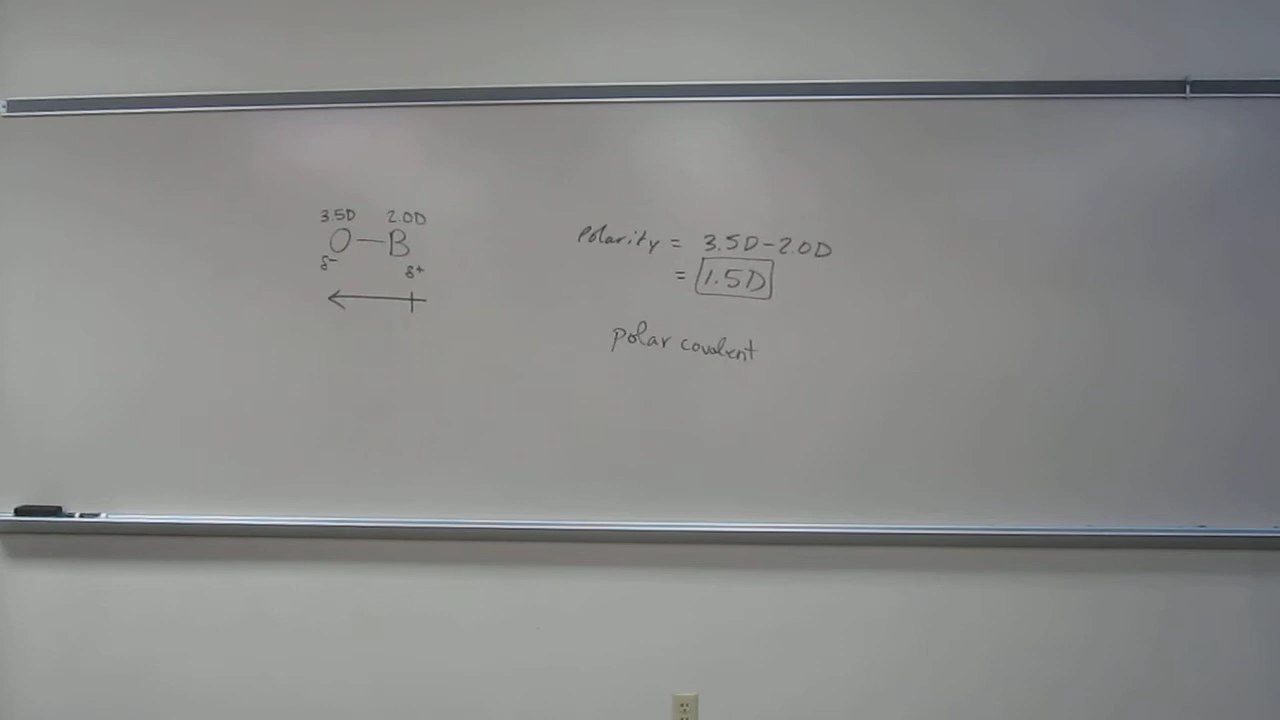 3.5D 2.0D
O—B
δ- δ+
polarity = 3.5D-2.0D
= 1.5D
polar covalent